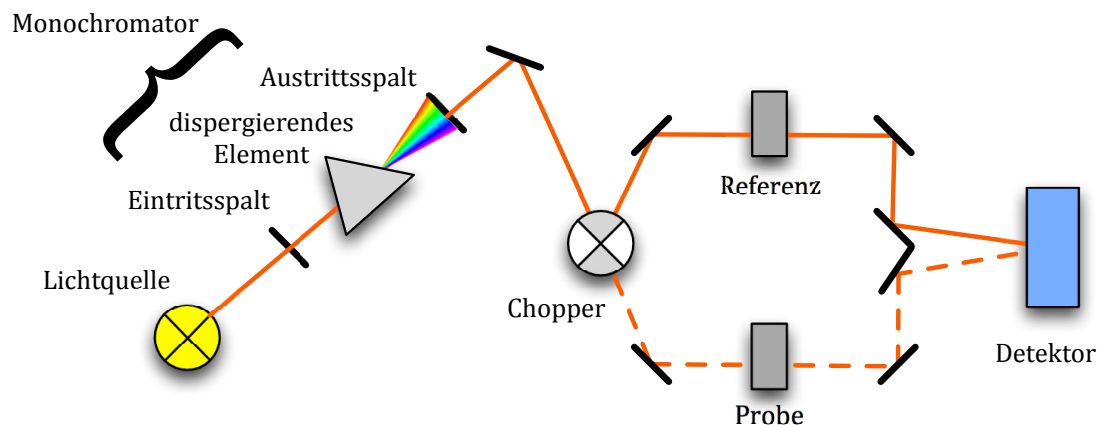 Monochromator
Austrittsspalt
dispergierendes
Element
Eintritsspalt
Lichtquelle
Chopper
Referenz
Probe
Detektor